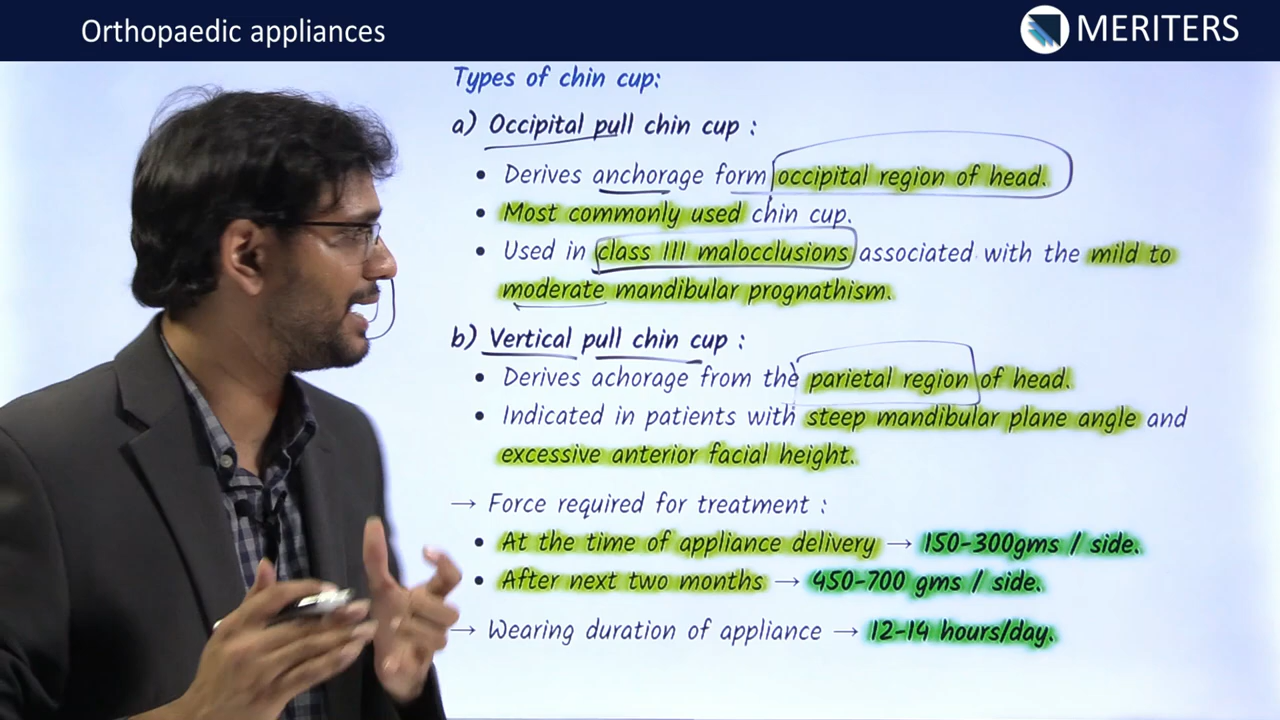 Orthopaedic appliances
MERITERS
Types of chin cup:
a) Occipital pull chin cup :
• Derives anchorage form occipital region of head.
• Most commonly used chin cup.
• Used in class III malocclusions associated with the mild to
moderate mandibular prognathism.
b) Vertical pull chin cup :
• Derives achorage from the parietal region of head.
• Indicated in patients with steep mandibular plane angle and
excessive anterior facial height.
→ Force required for treatment :
• At the time of appliance delivery → 150-300gms / side.
• After next two months → 450-700 gms / side.
→ Wearing duration of appliance → 12-14 hours/day.